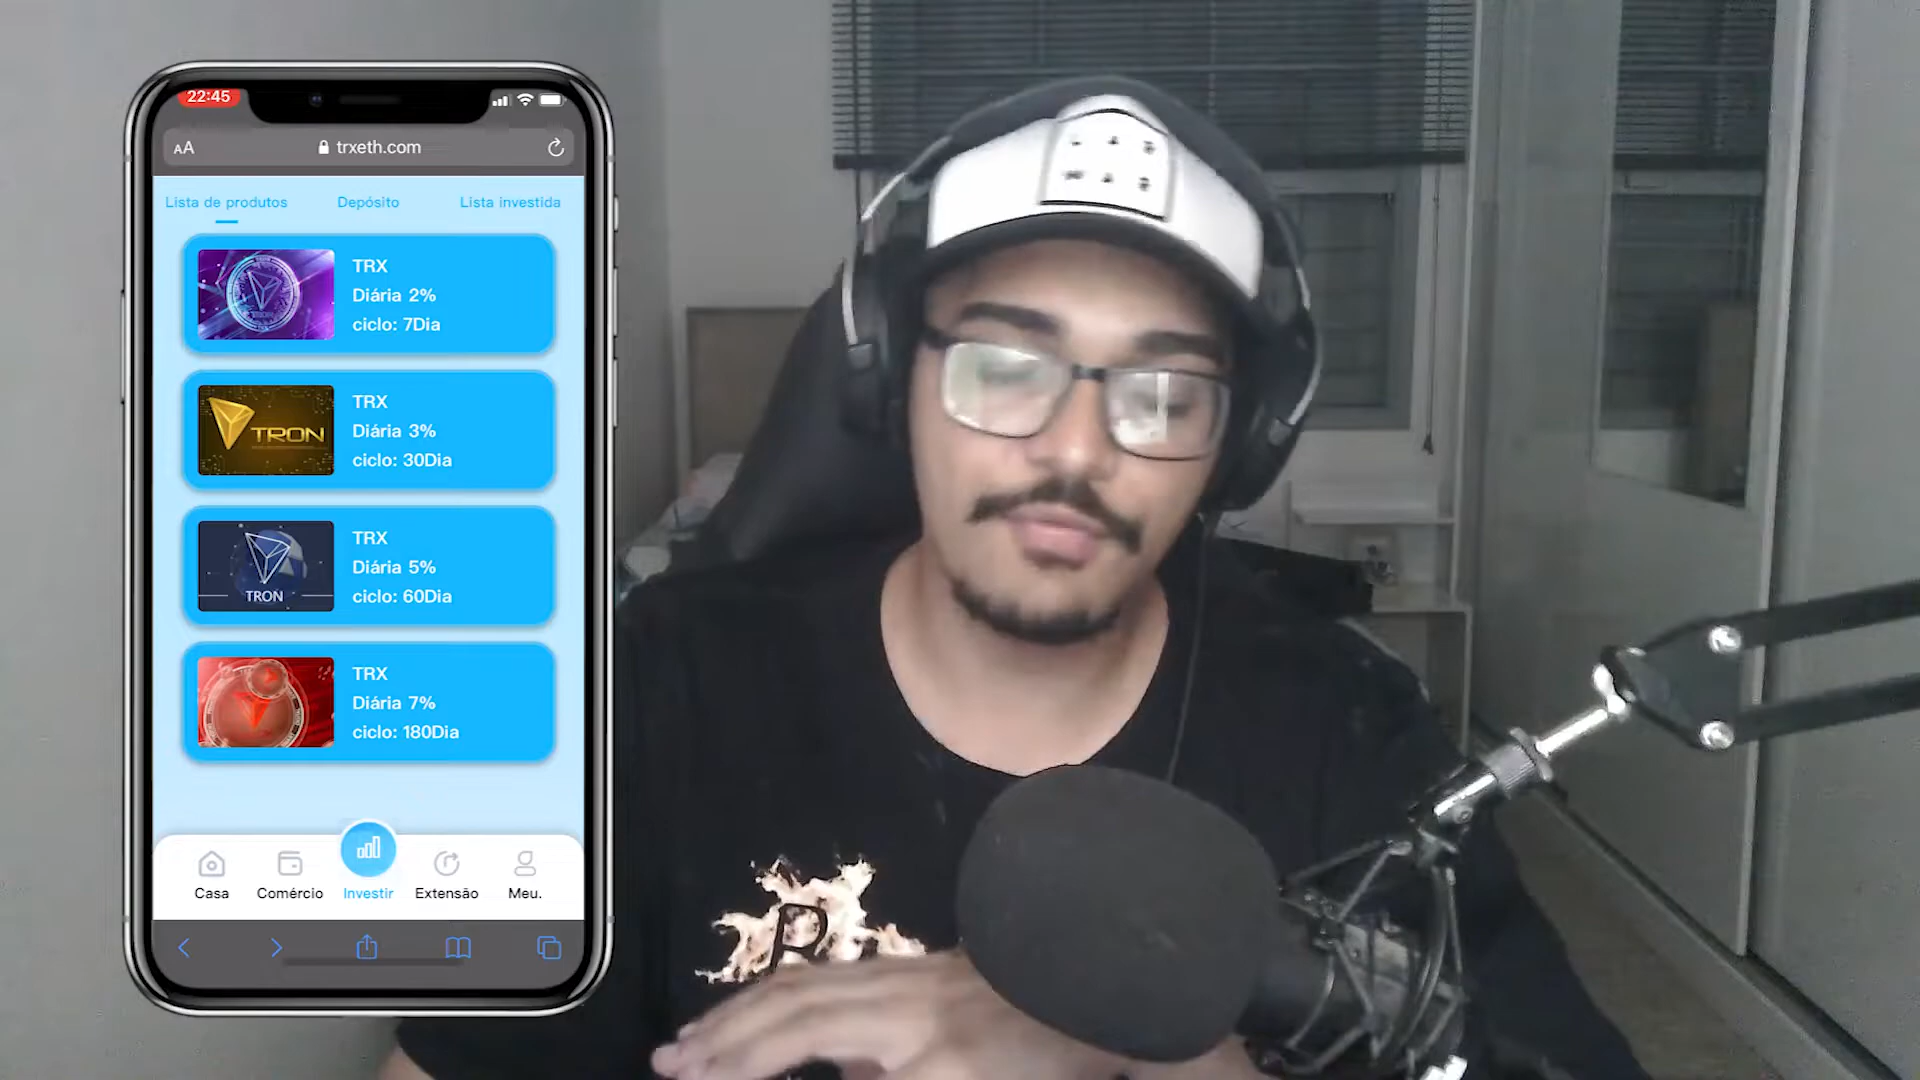 22:45
AA
trxeth.com
Lista de produtos
Depósito
Lista investida
TRX
Diária 2%
ciclo: 7Dia
TRON
TRX
Diária 3%
ciclo: 30Dia
TRON
TRX
Diária 5%
ciclo: 60Dia
TRX
Diária 7%
ciclo: 180Dia
Casa
Comércio
Investir
Extensão
Meu.
R